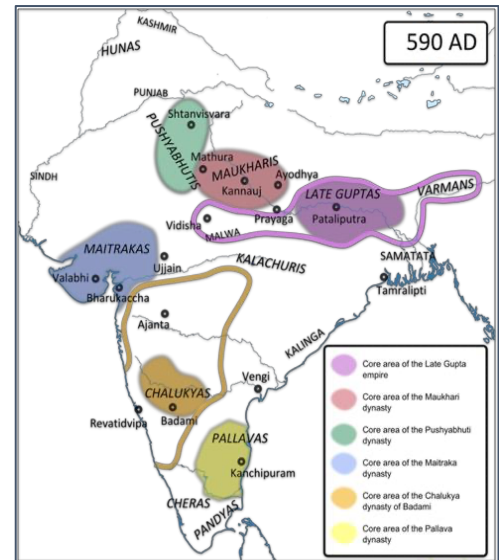 KASHMIR
HUNAS
590 AD
PUNJAB
Shtanvisvara
PUSHYABHUTIS
Mathura
MAUKHARIS
Kannauj
Ayodhya
LATE GUPTAS
VARMANS
SINDH
Prayaga
Pataliputra
Vidisha
MALWA
MAITRAKAS
Ujjain
KALACHURIS
SAMATATA
Valabhi
Bharukaccha
Tamralipti
Ajanta
KALINGA
CHALUKYAS
Vengi
Revatidvipa
Badami
PALLAVAS
Kanchipuram
CHERAS
PANDYAS
Core area of the Late Gupta
empire
Core area of the Maukhari
dynasty
Core area of the Pushyabhuti
dynasty
Core area of the Maitraka
dynasty
Core area of the Chalukya
dynasty of Badami
Core area of the Pallava
dynasty